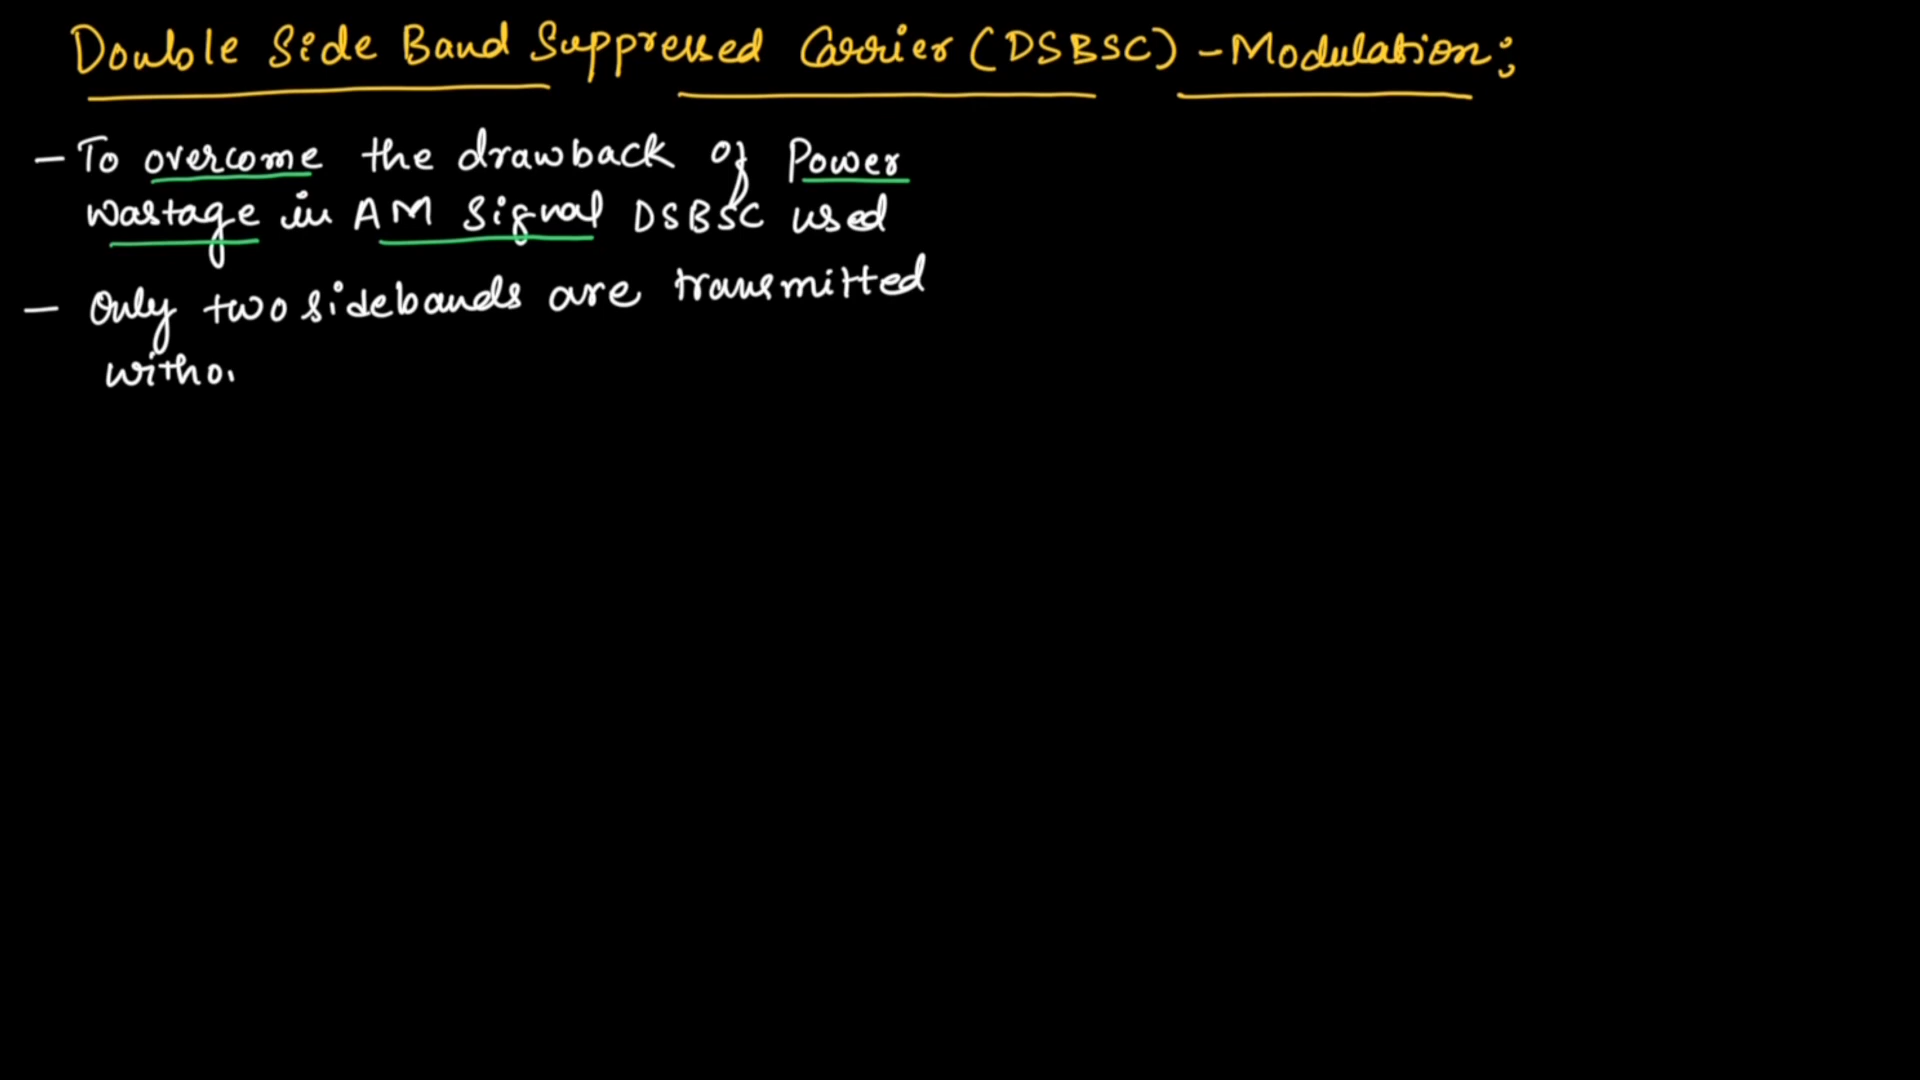 Double Side Band Suppressed Carrier (DSBSC) - Modulation:
- To overcome the drawback of Power
wastage in AM Signal DSBSC used
- Only two sidebands are transmitted
witho